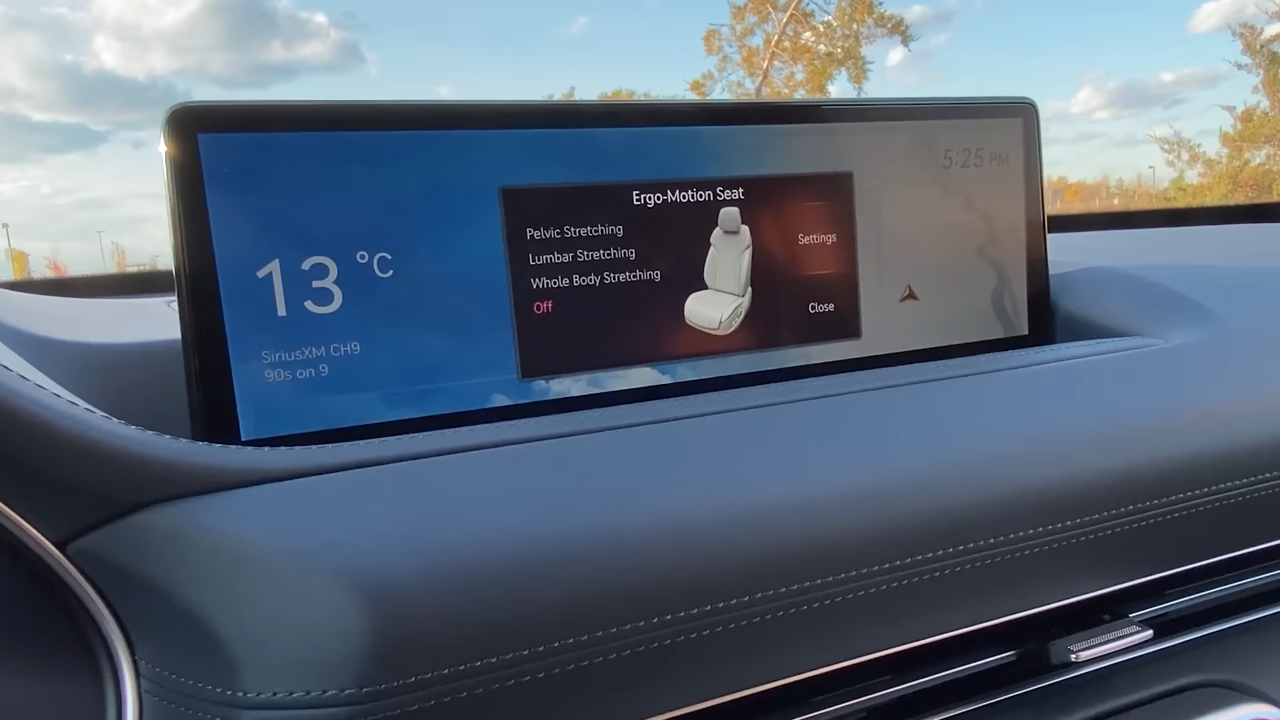 13 °C
SiriusXM CH9
90s on 9
Ergo-Motion Seat
Pelvic Stretching
Lumbar Stretching
Whole Body Stretching
Off
Settings
Close
5:25 PM